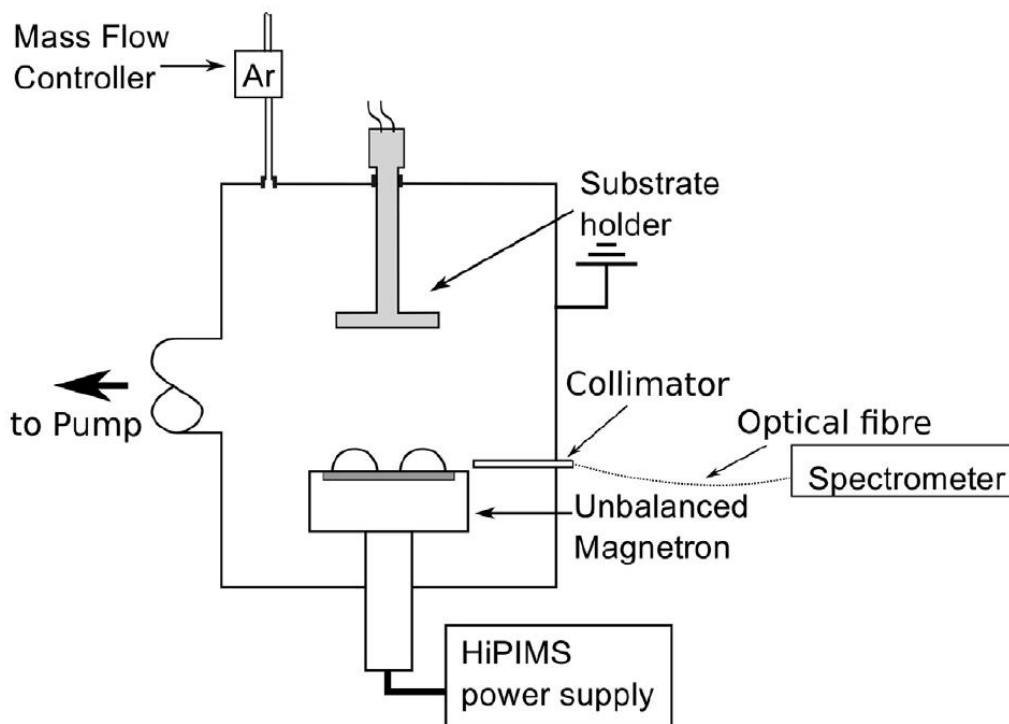 Mass Flow
Controller
Ar
Substrate
holder
Collimator
to Pump
Optical fibre
Spectrometer
Unbalanced
Magnetron
HiPIMS
power supply